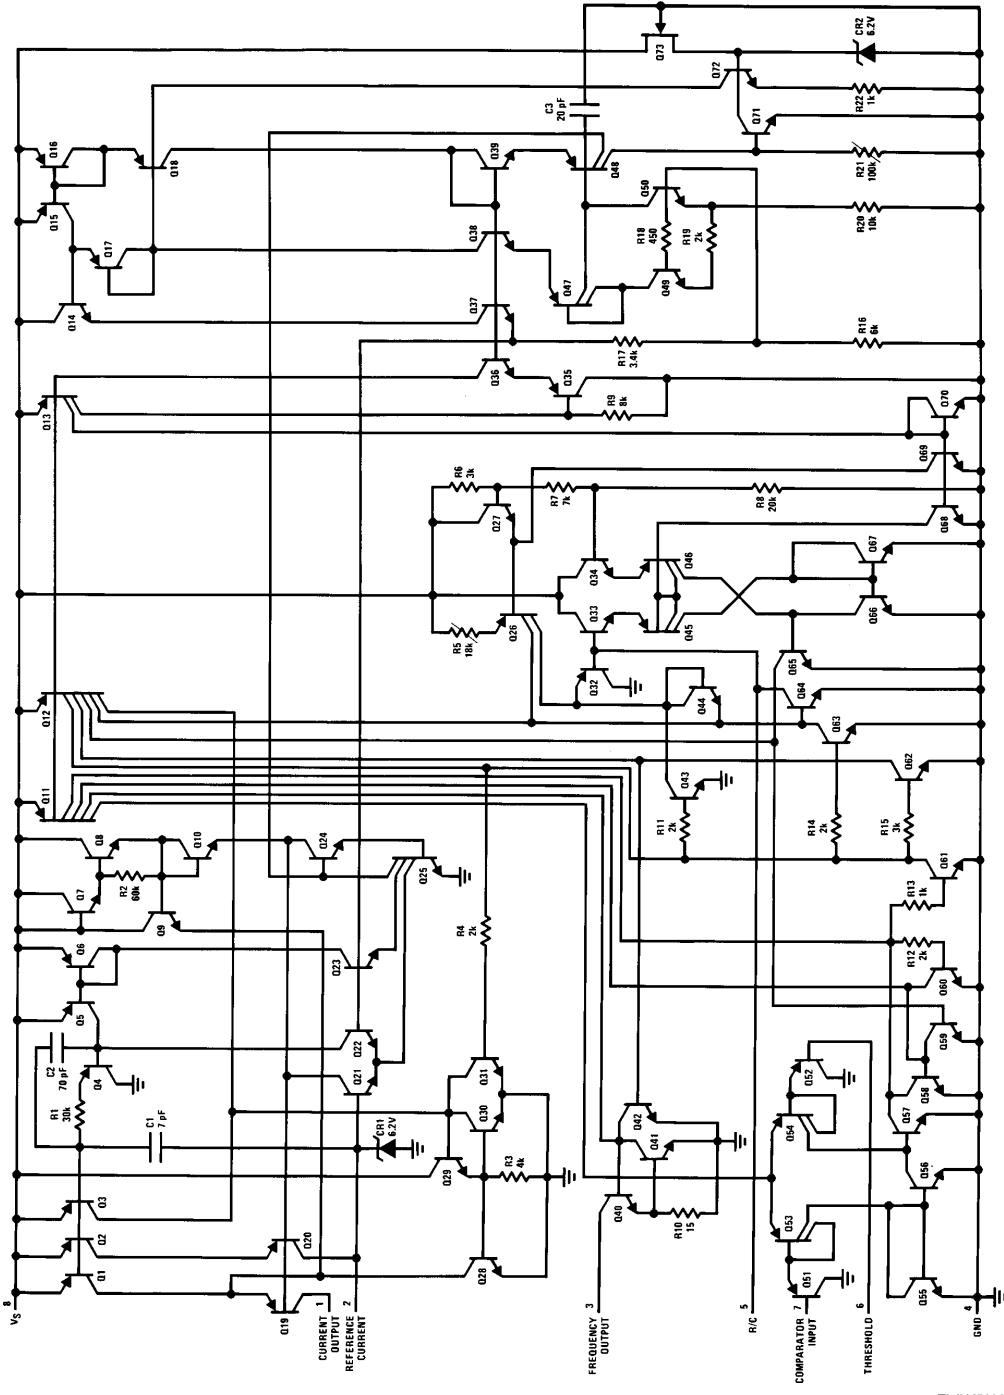 8
VS
Q1
Q2
Q3
R1
30k
C2
70 pF
Q4
Q5
Q6
Q7
Q8
R2
60k
Q9
Q10
Q11
Q12
Q13
Q14
Q15
Q16
Q17
Q18
C1
7 pF
Q19
Q20
1
CURRENT
OUTPUT
2
REFERENCE
CURRENT
CR1
6.2V
Q21
Q22
Q23
Q24
Q25
Q28
Q29
R3
4k
Q30
Q31
R4
2k
R5
18k
Q26
Q27
R6
3k
R7
7k
Q32
Q33
Q34
Q35
Q36
Q37
Q38
Q39
C3
20 pF
R9
8k
R17
3.4k
Q47
Q48
R18
450
R19
2k
Q49
Q50
Q73
3
FREQUENCY
OUTPUT
Q40
R10
15
Q41
Q42
R11
2k
Q43
Q44
Q45
Q46
5
R/C
R8
20k
Q71
Q72
7
COMPARATOR
INPUT
Q51
Q53
Q54
Q52
6
THRESHOLD
R14
2k
R15
3k
Q63
Q64
Q65
Q66
Q67
R16
6k
R20
10k
R21
100k
R22
1k
CR2
6.2V
Q55
Q56
Q57
Q58
Q59
Q60
R12
2k
R13
1k
Q61
Q62
Q68
Q69
Q70
4
GND